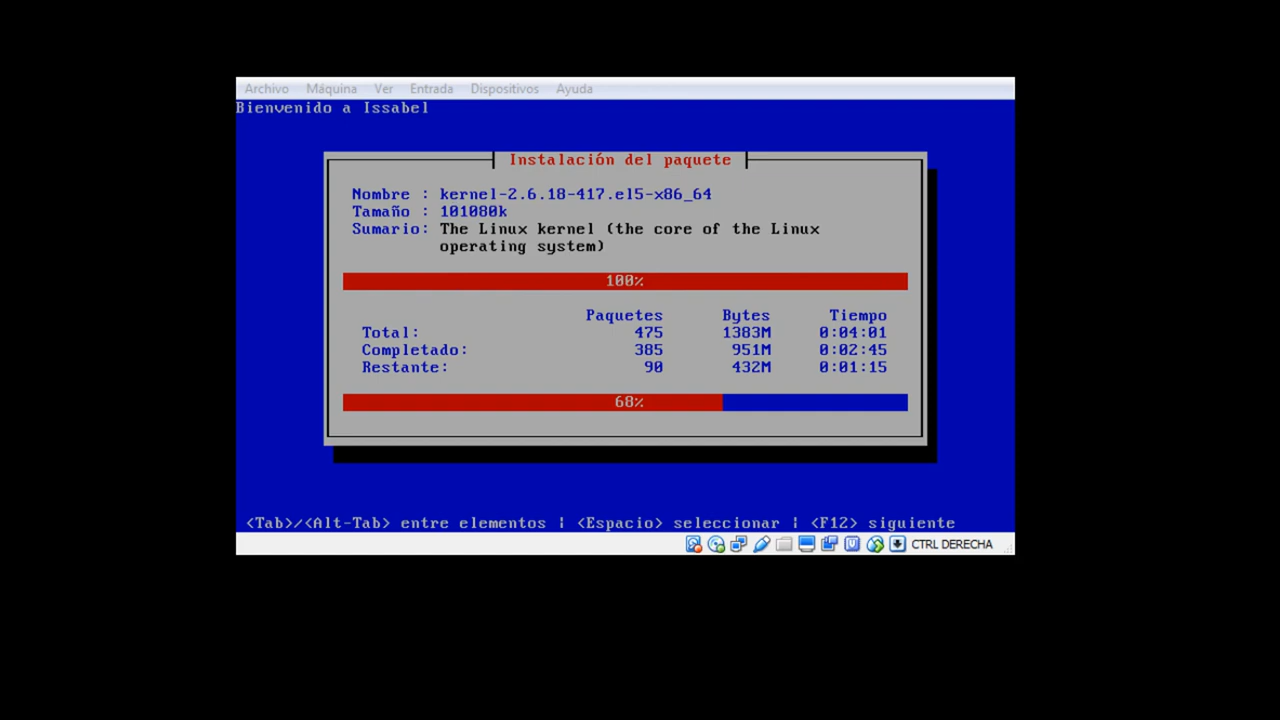 Archivo Máquina Ver Entrada Dispositivos Ayuda
Bienvenido a Issabel
Instalación del paquete
Nombre : kernel-2.6.18-417.el5-x86_64
Tamaño : 101080k
Sumario: The Linux kernel (the core of the Linux
operating system)
100%
Paquetes Bytes Tiempo
Total: 475 1383M 0:04:01
Completado: 385 951M 0:02:45
Restante: 90 432M 0:01:15
68%
<Tab>/<Alt-Tab> entre elementos | <Espacio> seleccionar | <F12> siguiente
CTRL DERECHA